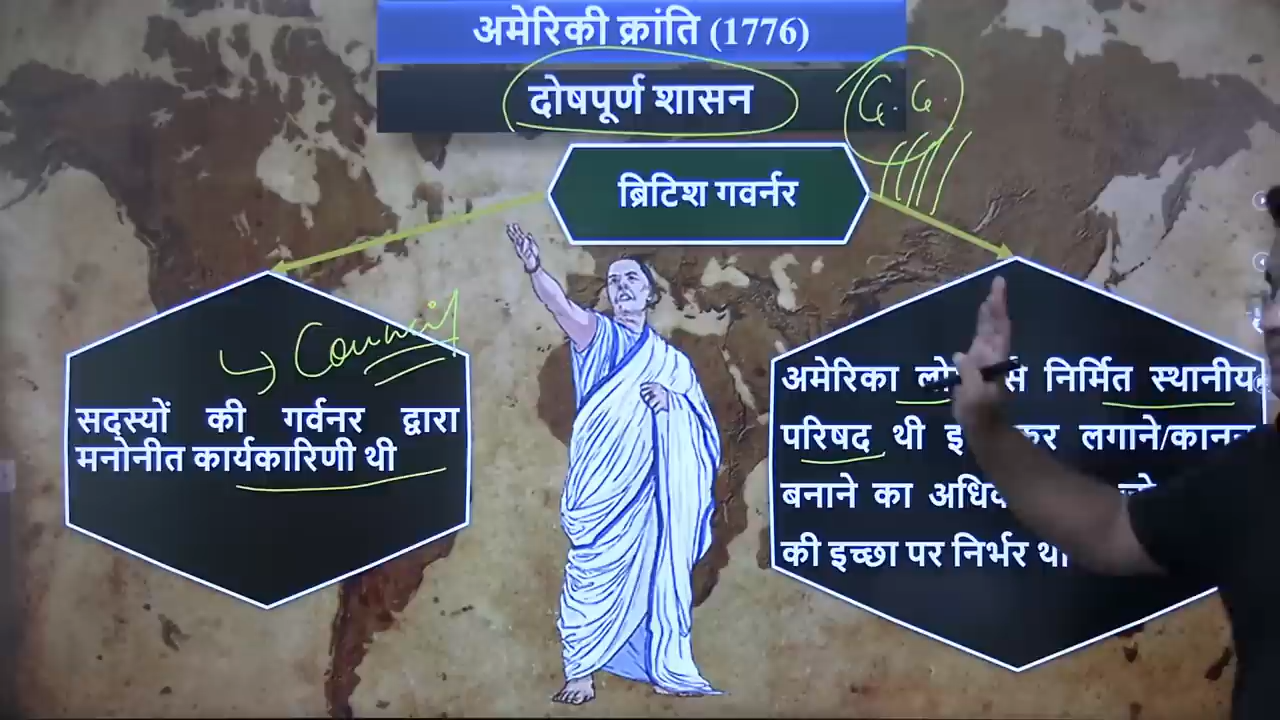 अमेरिकी क्रांति (1776)
दोषपूर्ण शासन
G. G.
ब्रिटिश गवर्नर
Council
सदस्यों की गर्वनर द्वारा
मनोनीत कार्यकारिणी थी
अमेरिका से निर्मित स्थानीय
परिषद थी कर लगाने/कानून
बनाने का
की इच्छा पर निर्भर था